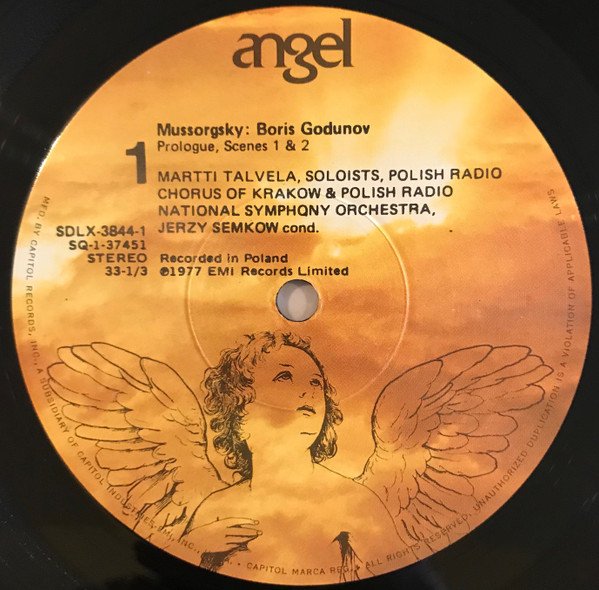 angel
Mussorgsky: Boris Godunov
Prologue, Scenes 1 & 2
1
MARTTI TALVELA, SOLOISTS, POLISH RADIO
CHORUS OF KRAKOW & POLISH RADIO
NATIONAL SYMPHONY ORCHESTRA,
JERZY SEMKOW cond.
SDLX-3844-1
SQ-1-37451
STEREO
33-1/3
Recorded in Poland
℗1977 EMI Records Limited
MFD. BY CAPITOL RECORDS, INC., A SUBSIDIARY OF CAPITOL INDUSTRIES-EMI, INC., • CAPITOL MARCA REG. • ALL RIGHTS RESERVED. UNAUTHORIZED DUPLICATION IS A VIOLATION OF APPLICABLE LAWS